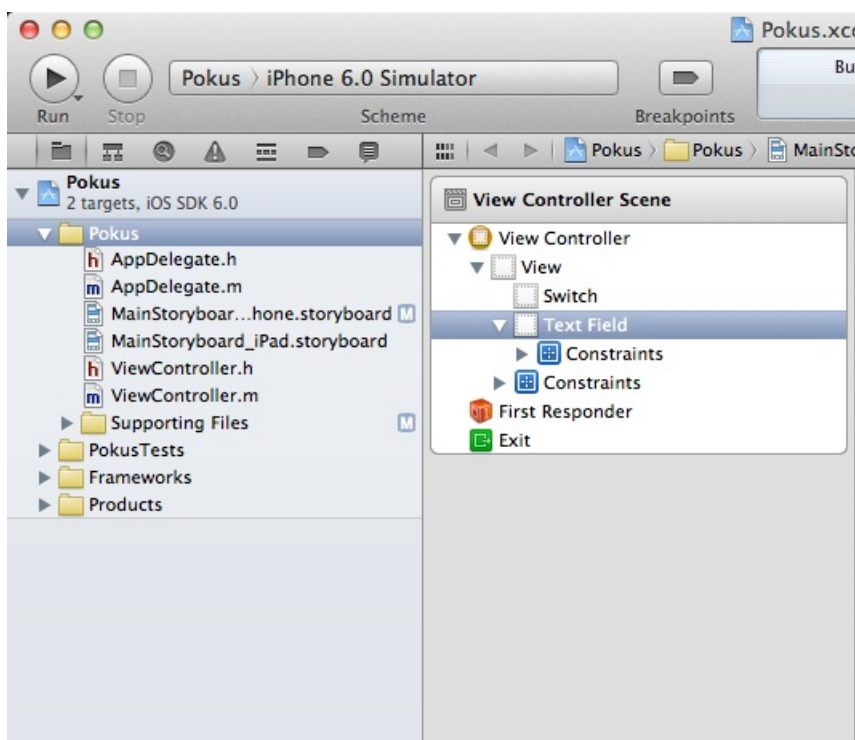 Pokus.xco
Pokus 〉 iPhone 6.0 Simulator
Bu
Run Stop Scheme Breakpoints
Pokus 〉 Pokus 〉 MainSto
Pokus
2 targets, iOS SDK 6.0
Pokus
h AppDelegate.h
m AppDelegate.m
MainStoryboar...hone.storyboard M
MainStoryboard_iPad.storyboard
h ViewController.h
m ViewController.m
Supporting Files M
PokusTests
Frameworks
Products
View Controller Scene
View Controller
View
Switch
Text Field
Constraints
Constraints
First Responder
Exit